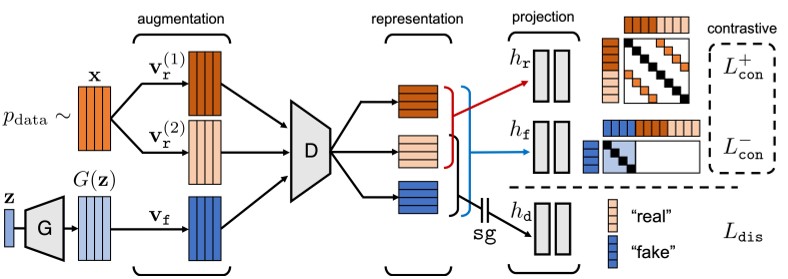 augmentation
representation
projection
contrastive
x
p_data ~
v_r^(1)
v_r^(2)
D
h_r
h_f
L_con^+
L_con^-
z
G
G(z)
v_f
sg
h_d
"real"
"fake"
L_dis